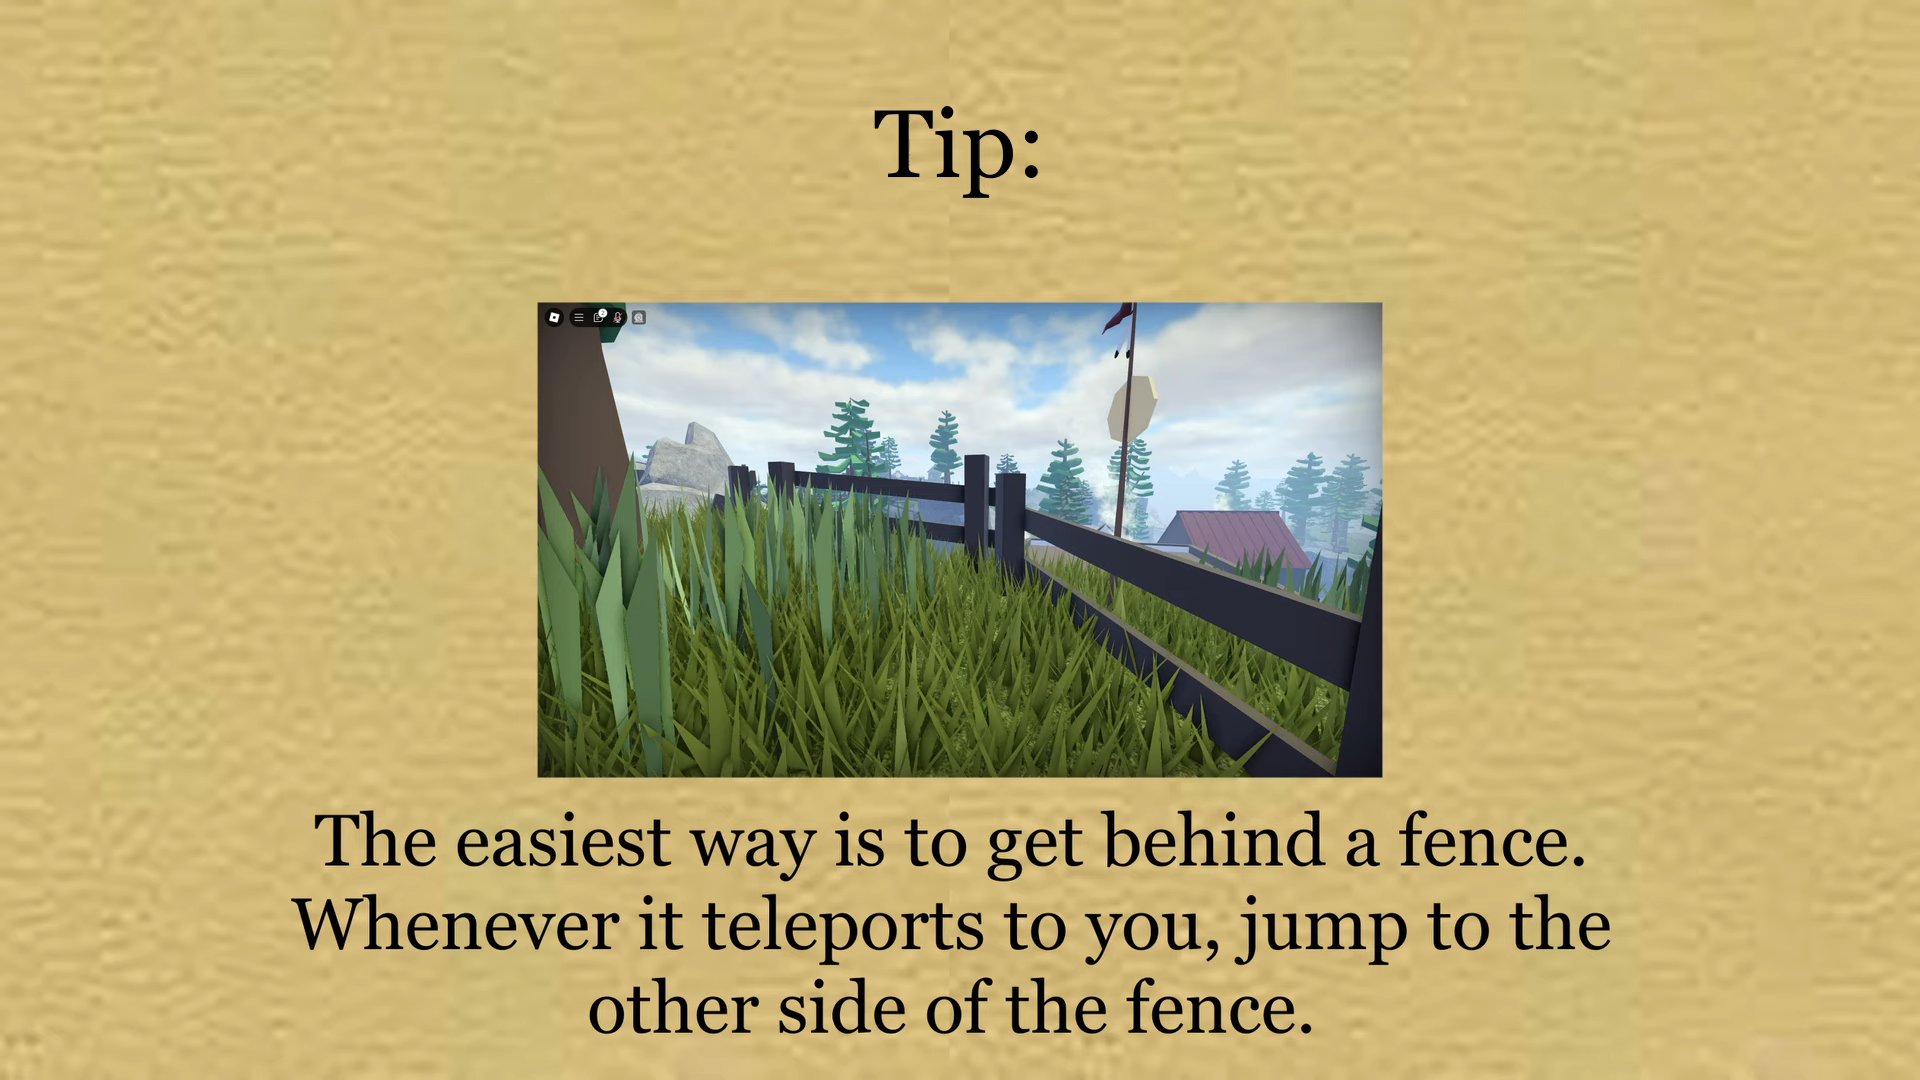 Tip:
The easiest way is to get behind a fence.
Whenever it teleports to you, jump to the
other side of the fence.